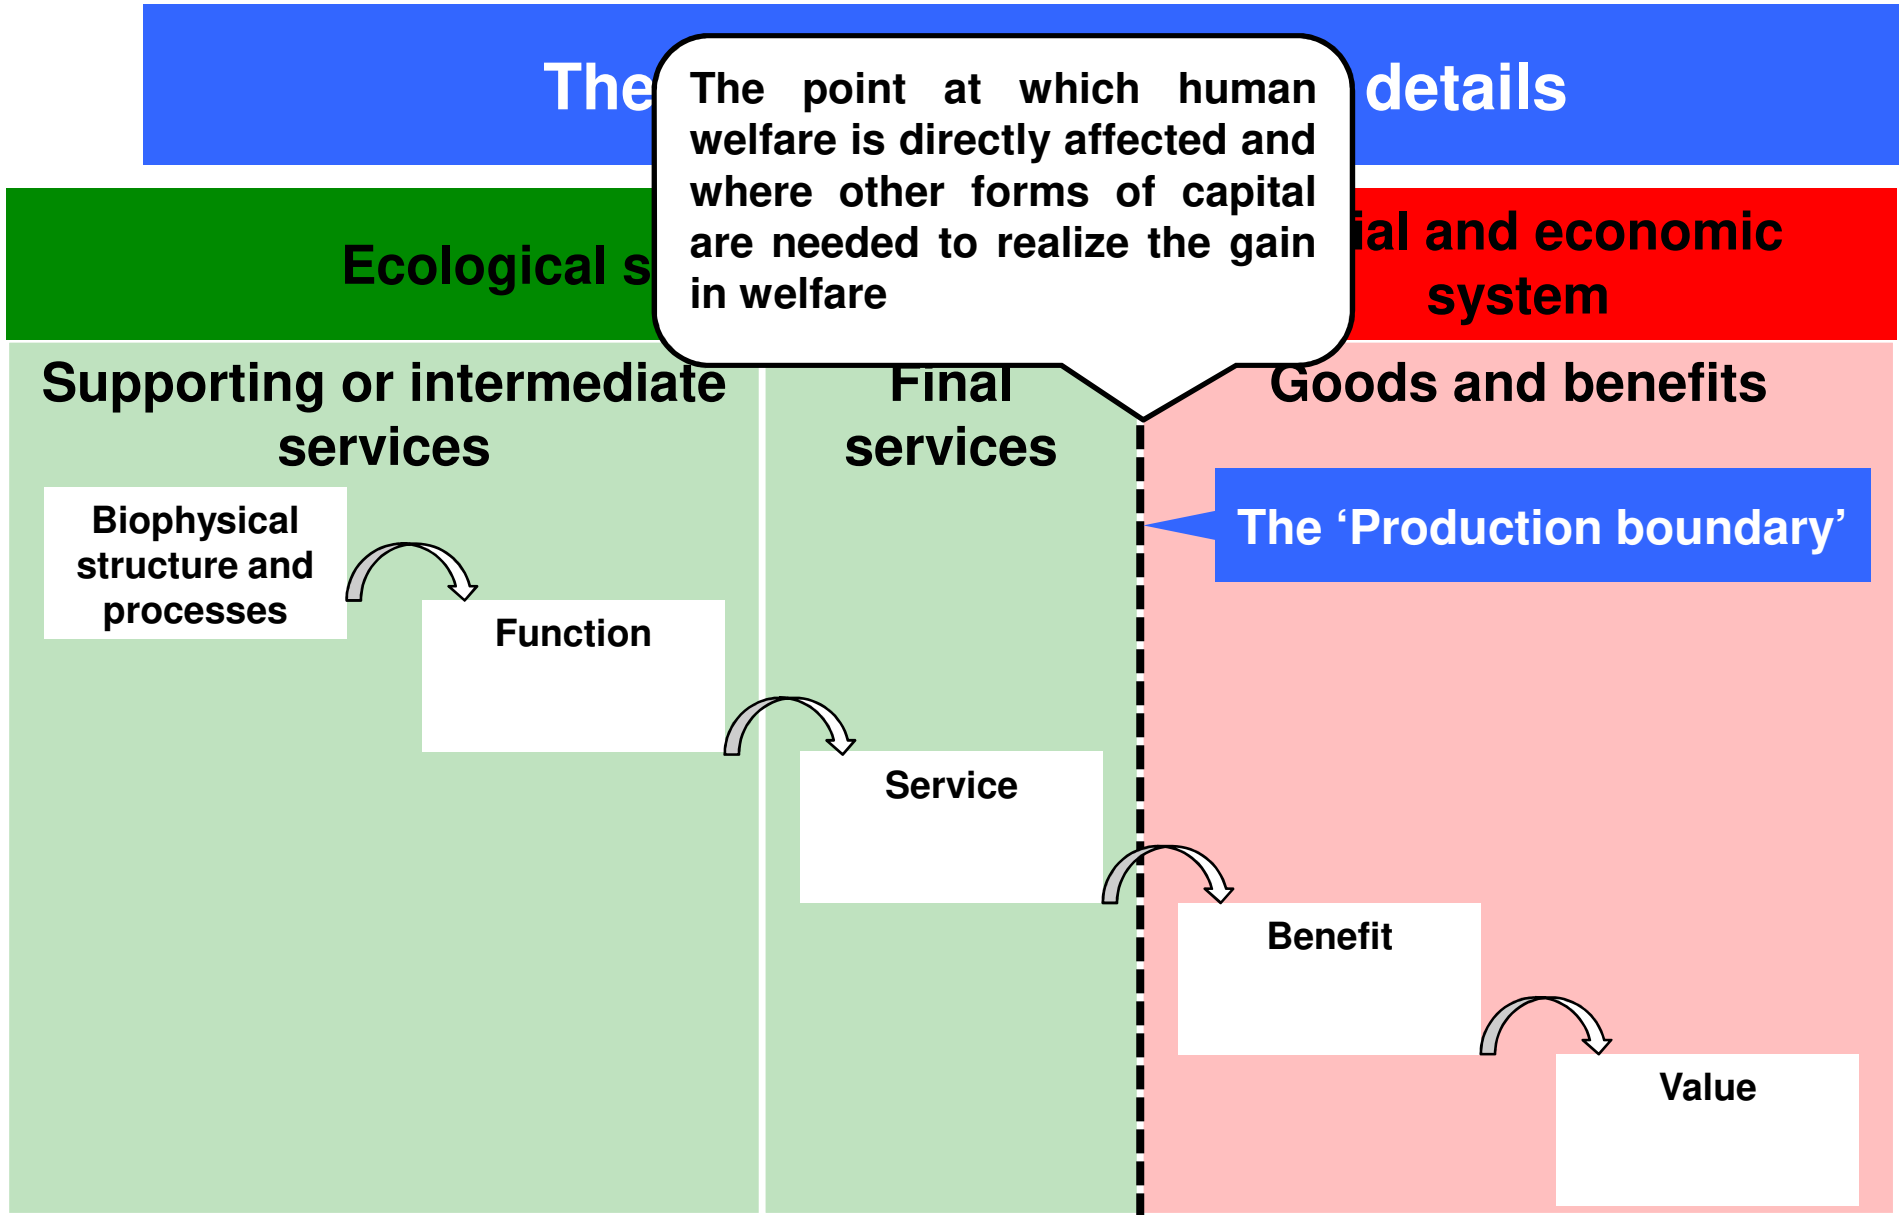 The
details
The point at which human
welfare is directly affected and
where other forms of capital
are needed to realize the gain
in welfare
Ecological s
ial and economic
system
Supporting or intermediate
services
Final
services
Goods and benefits
Biophysical
structure and
processes
The ‘Production boundary’
Function
Service
Benefit
Value